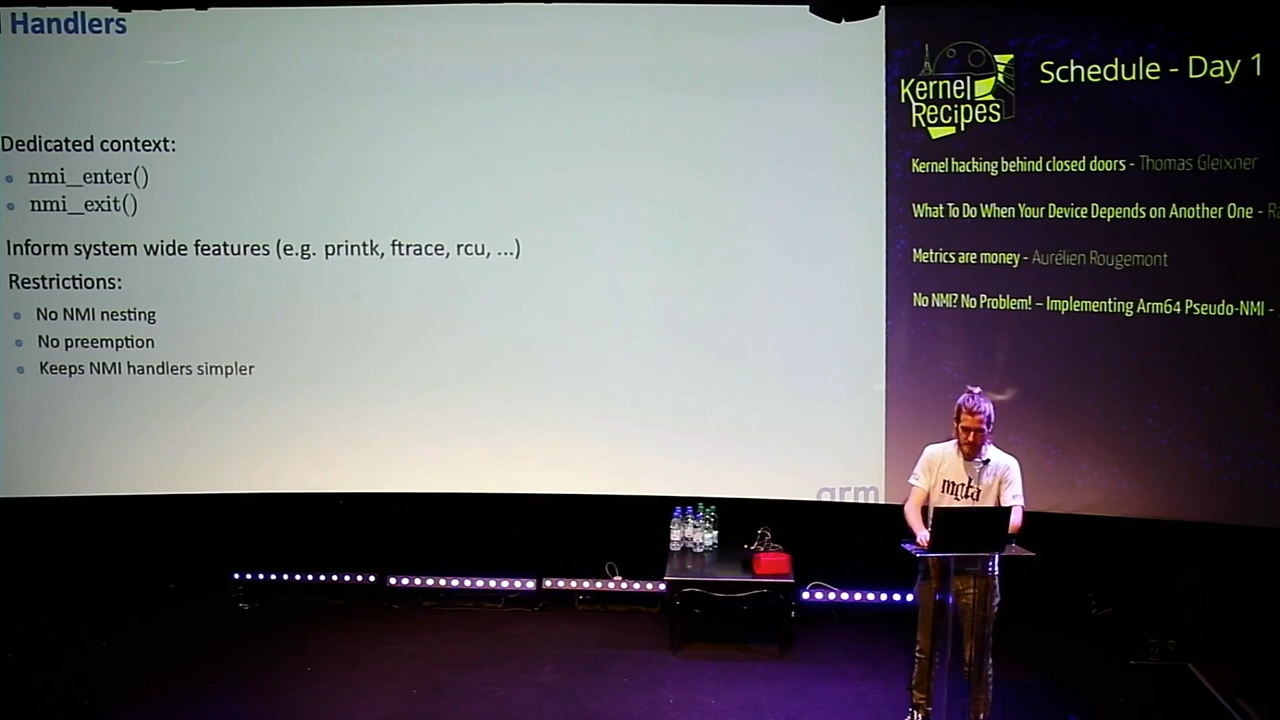 Handlers
Dedicated context:
nmi_enter()
nmi_exit()
Inform system wide features (e.g. printk, ftrace, rcu, ...)
Restrictions:
No NMI nesting
No preemption
Keeps NMI handlers simpler
arm
Kernel
Recipes
Schedule - Day 1
Kernel hacking behind closed doors - Thomas Gleixner
What To Do When Your Device Depends on Another One -
Metrics are money - Aurélien Rougemont
No NMI? No Problem! – Implementing Arm64 Pseudo-NMI -